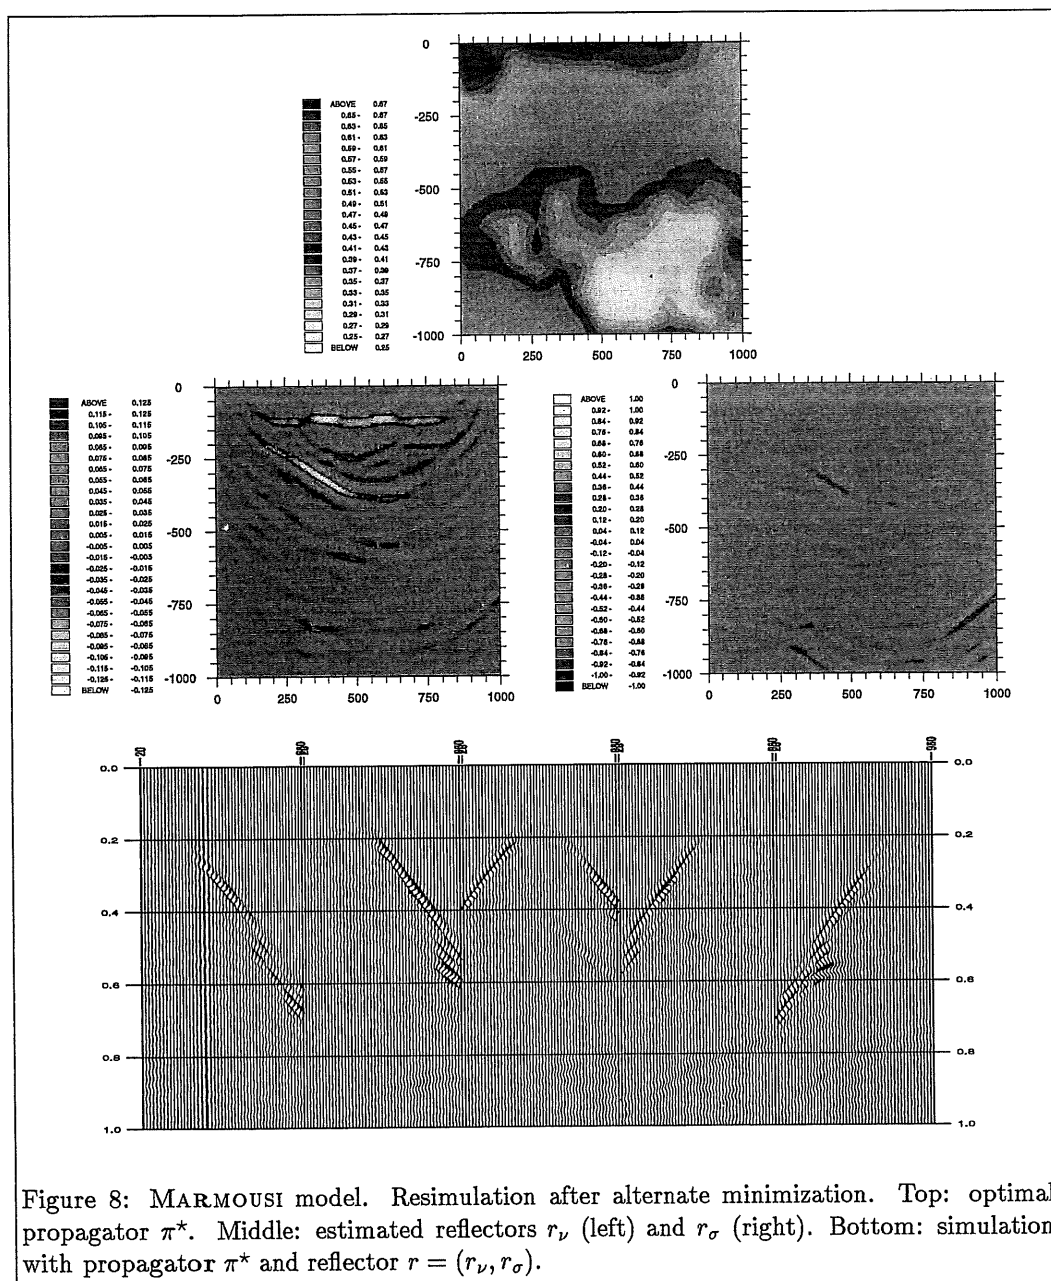 0
-250
-500
-750
-1000
0 250 500 750 1000
ABOVE 0.67
0.65 - 0.67
0.63 - 0.65
0.61 - 0.63
0.59 - 0.61
0.57 - 0.59
0.55 - 0.57
0.53 - 0.55
0.51 - 0.53
0.49 - 0.51
0.47 - 0.49
0.45 - 0.47
0.43 - 0.45
0.41 - 0.43
0.39 - 0.41
0.37 - 0.39
0.35 - 0.37
0.33 - 0.35
0.31 - 0.33
0.29 - 0.31
0.27 - 0.29
0.25 - 0.27
BELOW 0.25
ABOVE 0.125
0.115 - 0.125
0.105 - 0.115
0.095 - 0.105
0.085 - 0.095
0.075 - 0.085
0.065 - 0.075
0.055 - 0.065
0.045 - 0.055
0.035 - 0.045
0.025 - 0.035
0.015 - 0.025
0.005 - 0.015
-0.005 - 0.005
-0.015 - -0.005
-0.025 - -0.015
-0.035 - -0.025
-0.045 - -0.035
-0.055 - -0.045
-0.065 - -0.055
-0.075 - -0.065
-0.085 - -0.075
-0.095 - -0.085
-0.105 - -0.095
-0.115 - -0.105
-0.125 - -0.115
BELOW -0.125
0
-250
-500
-750
-1000
0 250 500 750 1000
ABOVE 1.00
0.92 - 1.00
0.84 - 0.92
0.76 - 0.84
0.68 - 0.76
0.60 - 0.68
0.52 - 0.60
0.44 - 0.52
0.36 - 0.44
0.28 - 0.36
0.20 - 0.28
0.12 - 0.20
0.04 - 0.12
-0.04 - 0.04
-0.12 - -0.04
-0.20 - -0.12
-0.28 - -0.20
-0.36 - -0.28
-0.44 - -0.36
-0.52 - -0.44
-0.60 - -0.52
-0.68 - -0.60
-0.76 - -0.68
-0.84 - -0.76
-0.92 - -0.84
-1.00 - -0.92
BELOW -1.00
0
-250
-500
-750
-1000
0 250 500 750 1000
20
0.0 0.0
0.2 0.2
0.4 0.4
0.6 0.6
0.8 0.8
1.0 1.0
Figure 8: MARMOUSI model. Resimulation after alternate minimization. Top: optimal
propagator π*. Middle: estimated reflectors r_ν (left) and r_σ (right). Bottom: simulation
with propagator π* and reflector r = (r_ν, r_σ).